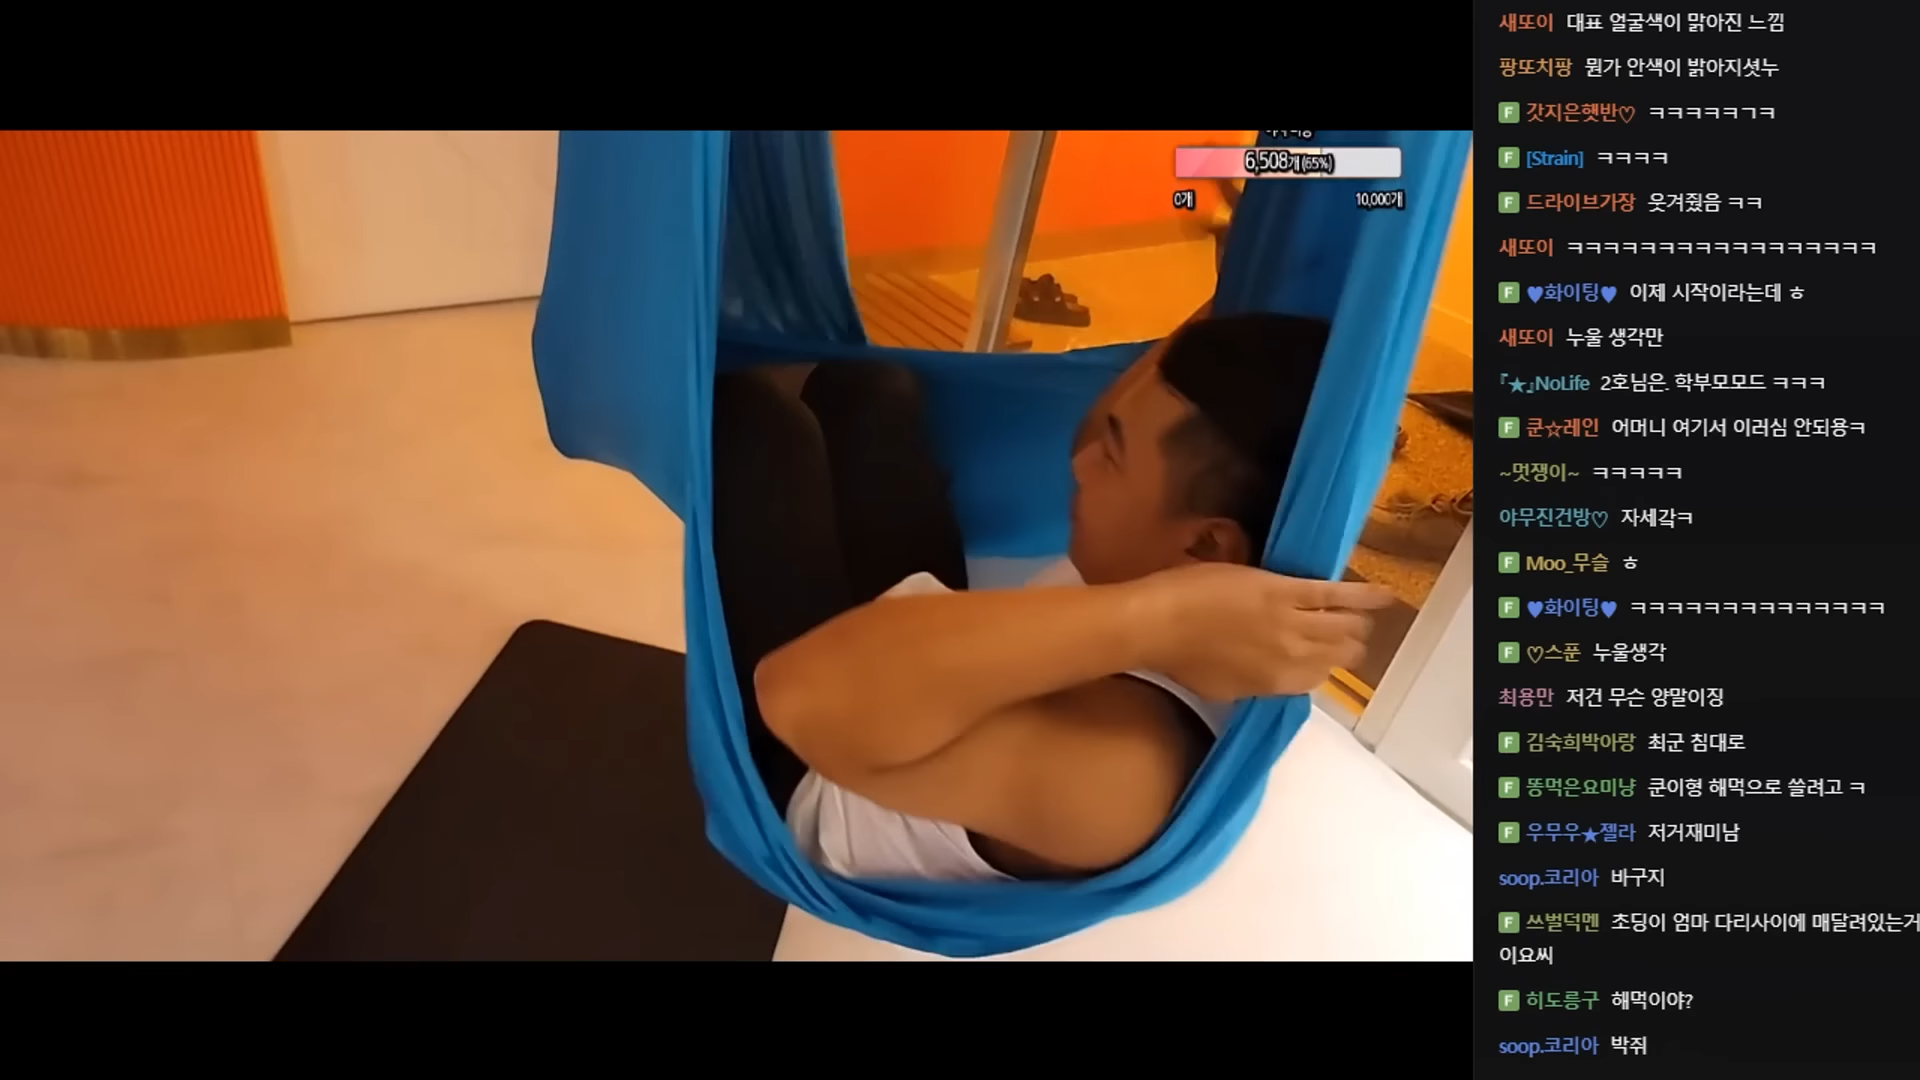 6,508개(65%)
0개
10,000개
새또이 대표 얼굴색이 맑아진 느낌
팡또치팡 뭔가 안색이 밝아지셧누
F 갓지은햇반♡ ㅋㅋㅋㅋㅋㄱㅋ
F [Strain] ㅋㅋㅋㅋ
F 드라이브가장 웃겨줬음 ㅋㅋ
새또이 ㅋㅋㅋㅋㅋㅋㅋㅋㅋㅋㅋㅋㅋㅋㅋㅋㅋ
F ♥화이팅♥ 이제 시작이라는데 ㅎ
새또이 누울 생각만
『★』NoLife 2호님은. 학부모모드 ㅋㅋㅋ
F 쿤☆레인 어머니 여기서 이러심 안되용ㅋ
~멋쟁이~ ㅋㅋㅋㅋㅋ
야무진건방♡ 자세갘ㅋ
F Moo_무슬 ㅎ
F ♥화이팅♥ ㅋㅋㅋㅋㅋㅋㅋㅋㅋㅋㅋㅋㅋㅋ
F ♡스푼 누울생각
최용만 저건 무슨 양말이징
F 김숙희박아랑 최군 침대로
F 똥먹은요미냥 쿤이형 해먹으로 쓸려고 ㅋ
F 우무우★젤라 저거재미남
soop.코리아 바구지
F 쓰벌덕멘 초딩이 엄마 다리사이에 매달려있는거
이요씨
F 히도릉구 해먹이야?
soop.코리아 박쥐